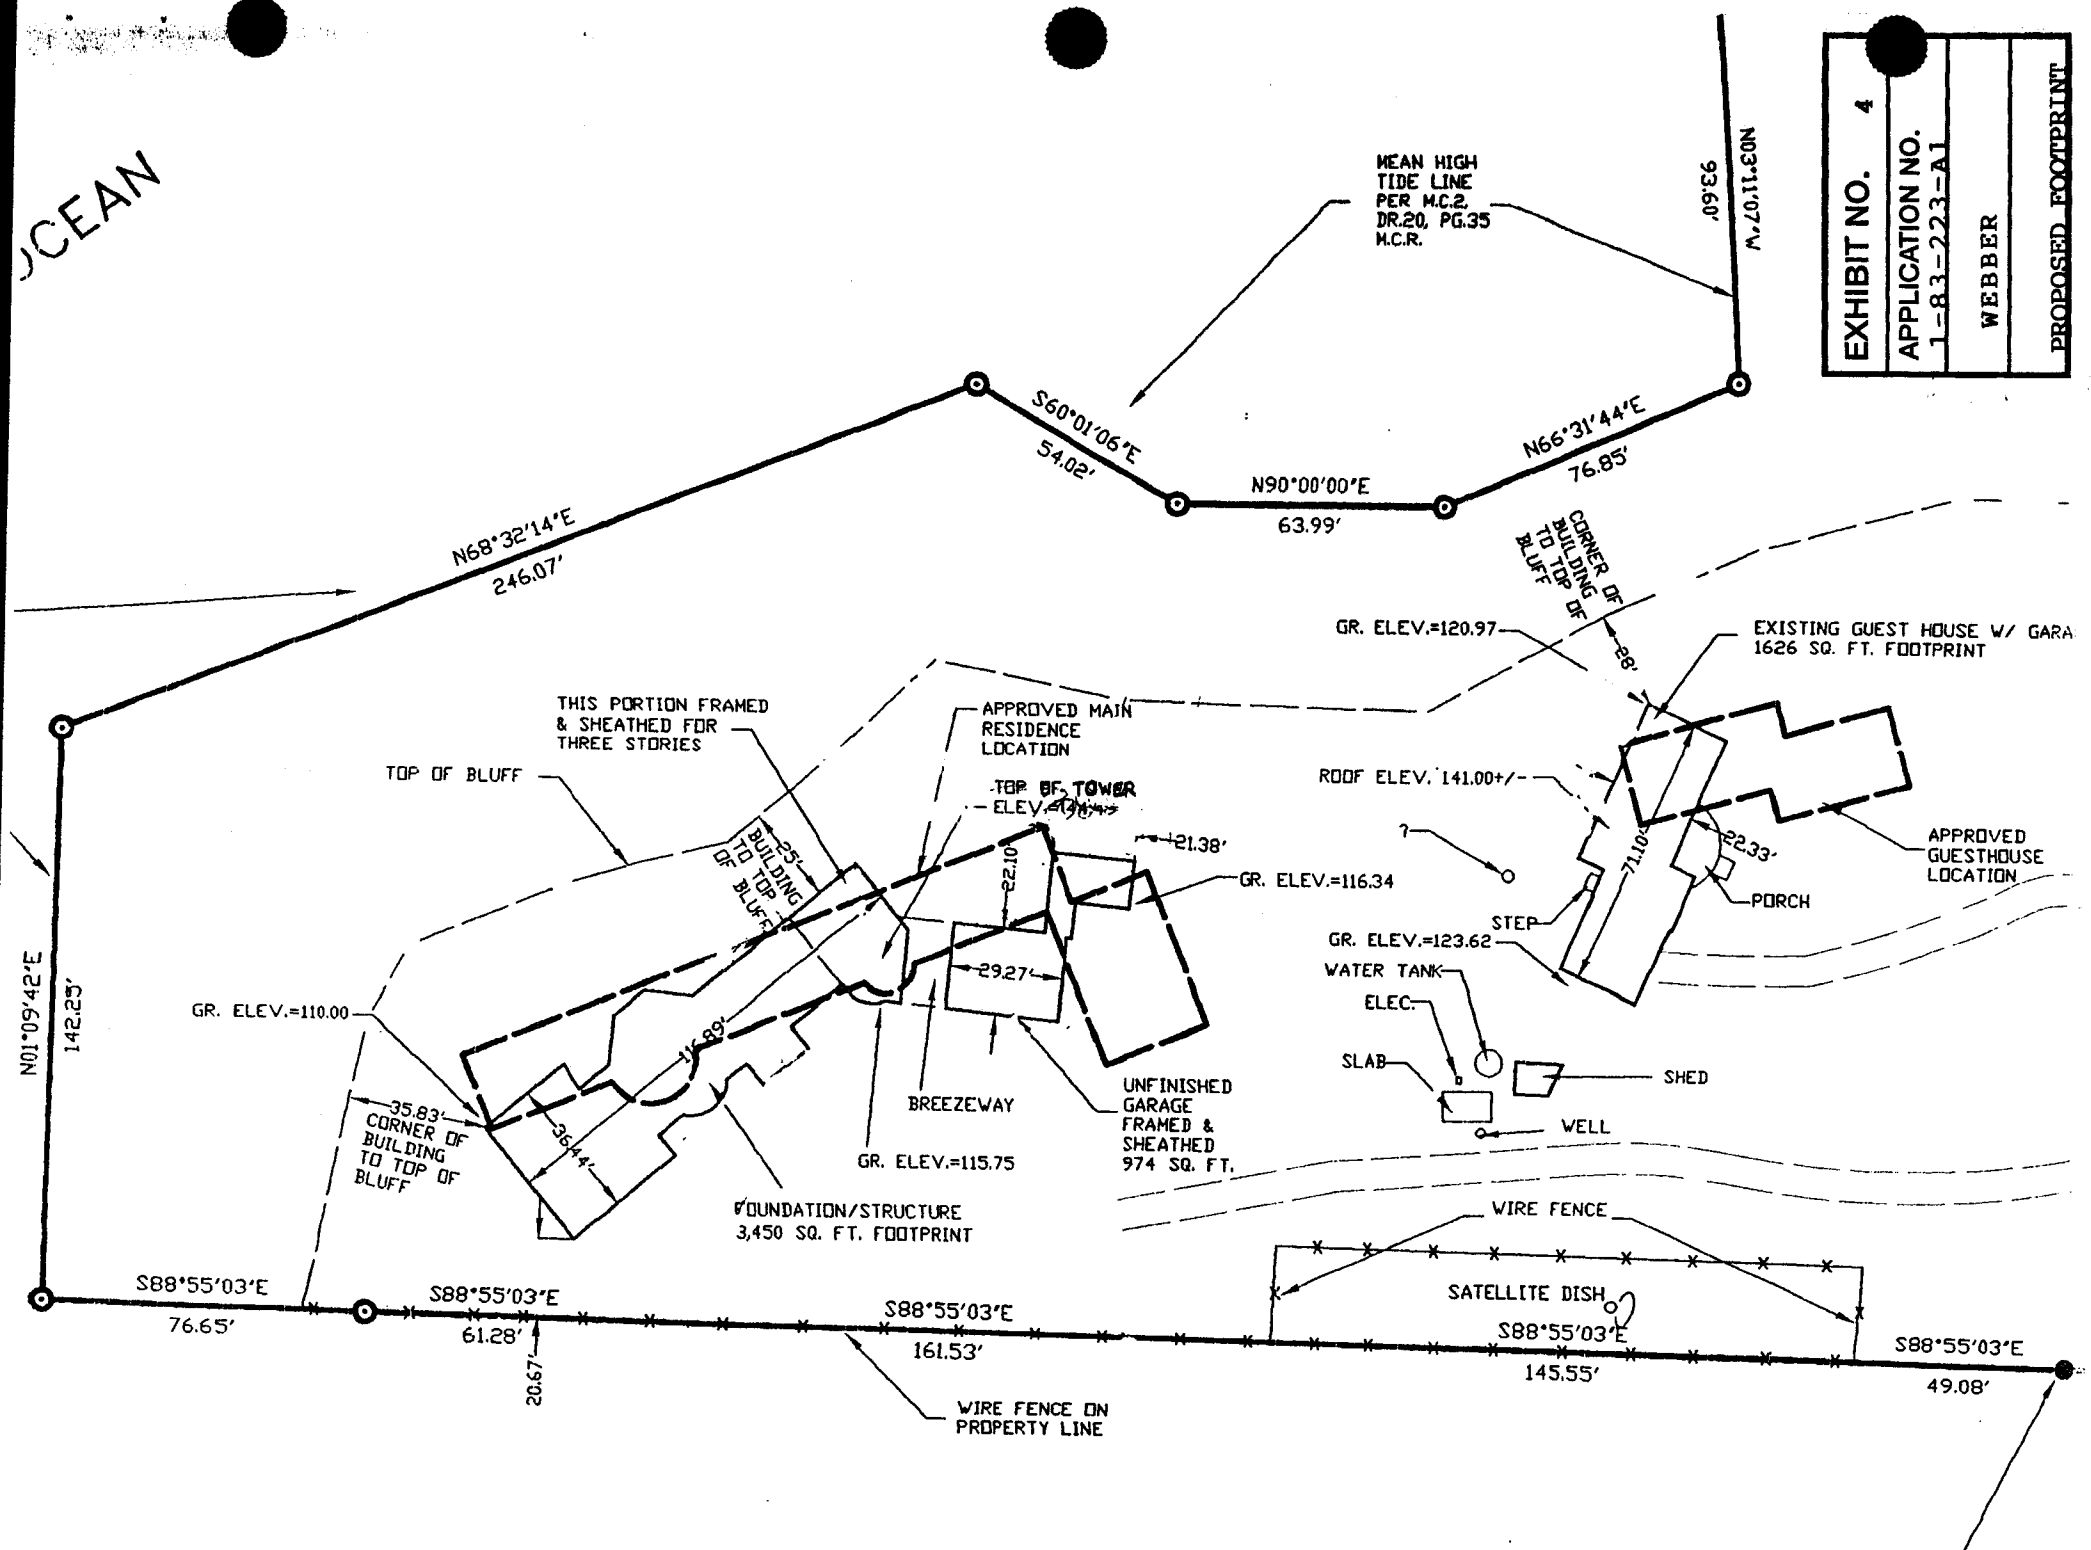 OCEAN
EXHIBIT NO. 4
APPLICATION NO.
1-83-223-A1
WEBBER
PROPOSED FOOTPRINT
N03°11'07"W
93.60'
MEAN HIGH
TIDE LINE
PER M.C.2,
DR.20, PG.35
M.C.R.
S60°01'06"E
54.02'
N66°31'44"E
76.85'
N90°00'00"E
63.99'
N68°32'14"E
246.07'
CORNER OF
BUILDING
TO TOP OF
BLUFF
28'
GR. ELEV.=120.97
EXISTING GUEST HOUSE W/ GARA
1626 SQ. FT. FOOTPRINT
THIS PORTION FRAMED
& SHEATHED FOR
THREE STORIES
APPROVED MAIN
RESIDENCE
LOCATION
TOP OF BLUFF
TOP OF TOWER
ELEV.
ROOF ELEV. 141.00+/-
25'
BUILDING
TO TOP
OF BLUFF
22.10'
21.38'
GR. ELEV.=116.34
?
71.10'
22.33'
APPROVED
GUESTHOUSE
LOCATION
PORCH
STEP
GR. ELEV.=123.62
WATER TANK
ELEC.
SLAB
SHED
WELL
29.27'
GR. ELEV.=110.00
N01°09'42"E
142.25'
116.89'
35.83'
CORNER OF
BUILDING
TO TOP OF
BLUFF
36.44'
BREEZEWAY
UNFINISHED
GARAGE
FRAMED &
SHEATHED
974 SQ. FT.
GR. ELEV.=115.75
FOUNDATION/STRUCTURE
3,450 SQ. FT. FOOTPRINT
WIRE FENCE
SATELLITE DISH
S88°55'03"E
76.65'
S88°55'03"E
61.28'
20.67'
S88°55'03"E
161.53'
S88°55'03"E
145.55'
S88°55'03"E
49.08'
WIRE FENCE ON
PROPERTY LINE